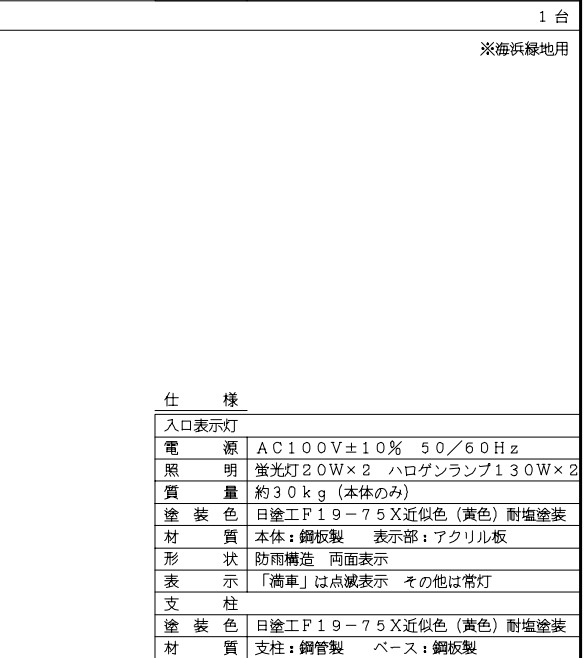 1 台
※海浜緑地用
仕　様
入口表示灯
電　源　ＡＣ１００Ｖ±１０％　５０／６０Ｈｚ
照　明　蛍光灯２０Ｗ×２　ハロゲンランプ１３０Ｗ×２
質　量　約３０ｋｇ（本体のみ）
塗 装 色　日塗工Ｆ１９－７５Ｘ近似色（黄色）耐塩塗装
材　質　本体：鋼板製　表示部：アクリル板
形　状　防雨構造　両面表示
表　示　「満車」は点滅表示　その他は常灯
支　柱
塗 装 色　日塗工Ｆ１９－７５Ｘ近似色（黄色）耐塩塗装
材　質　支柱：鋼管製　ベース：鋼板製